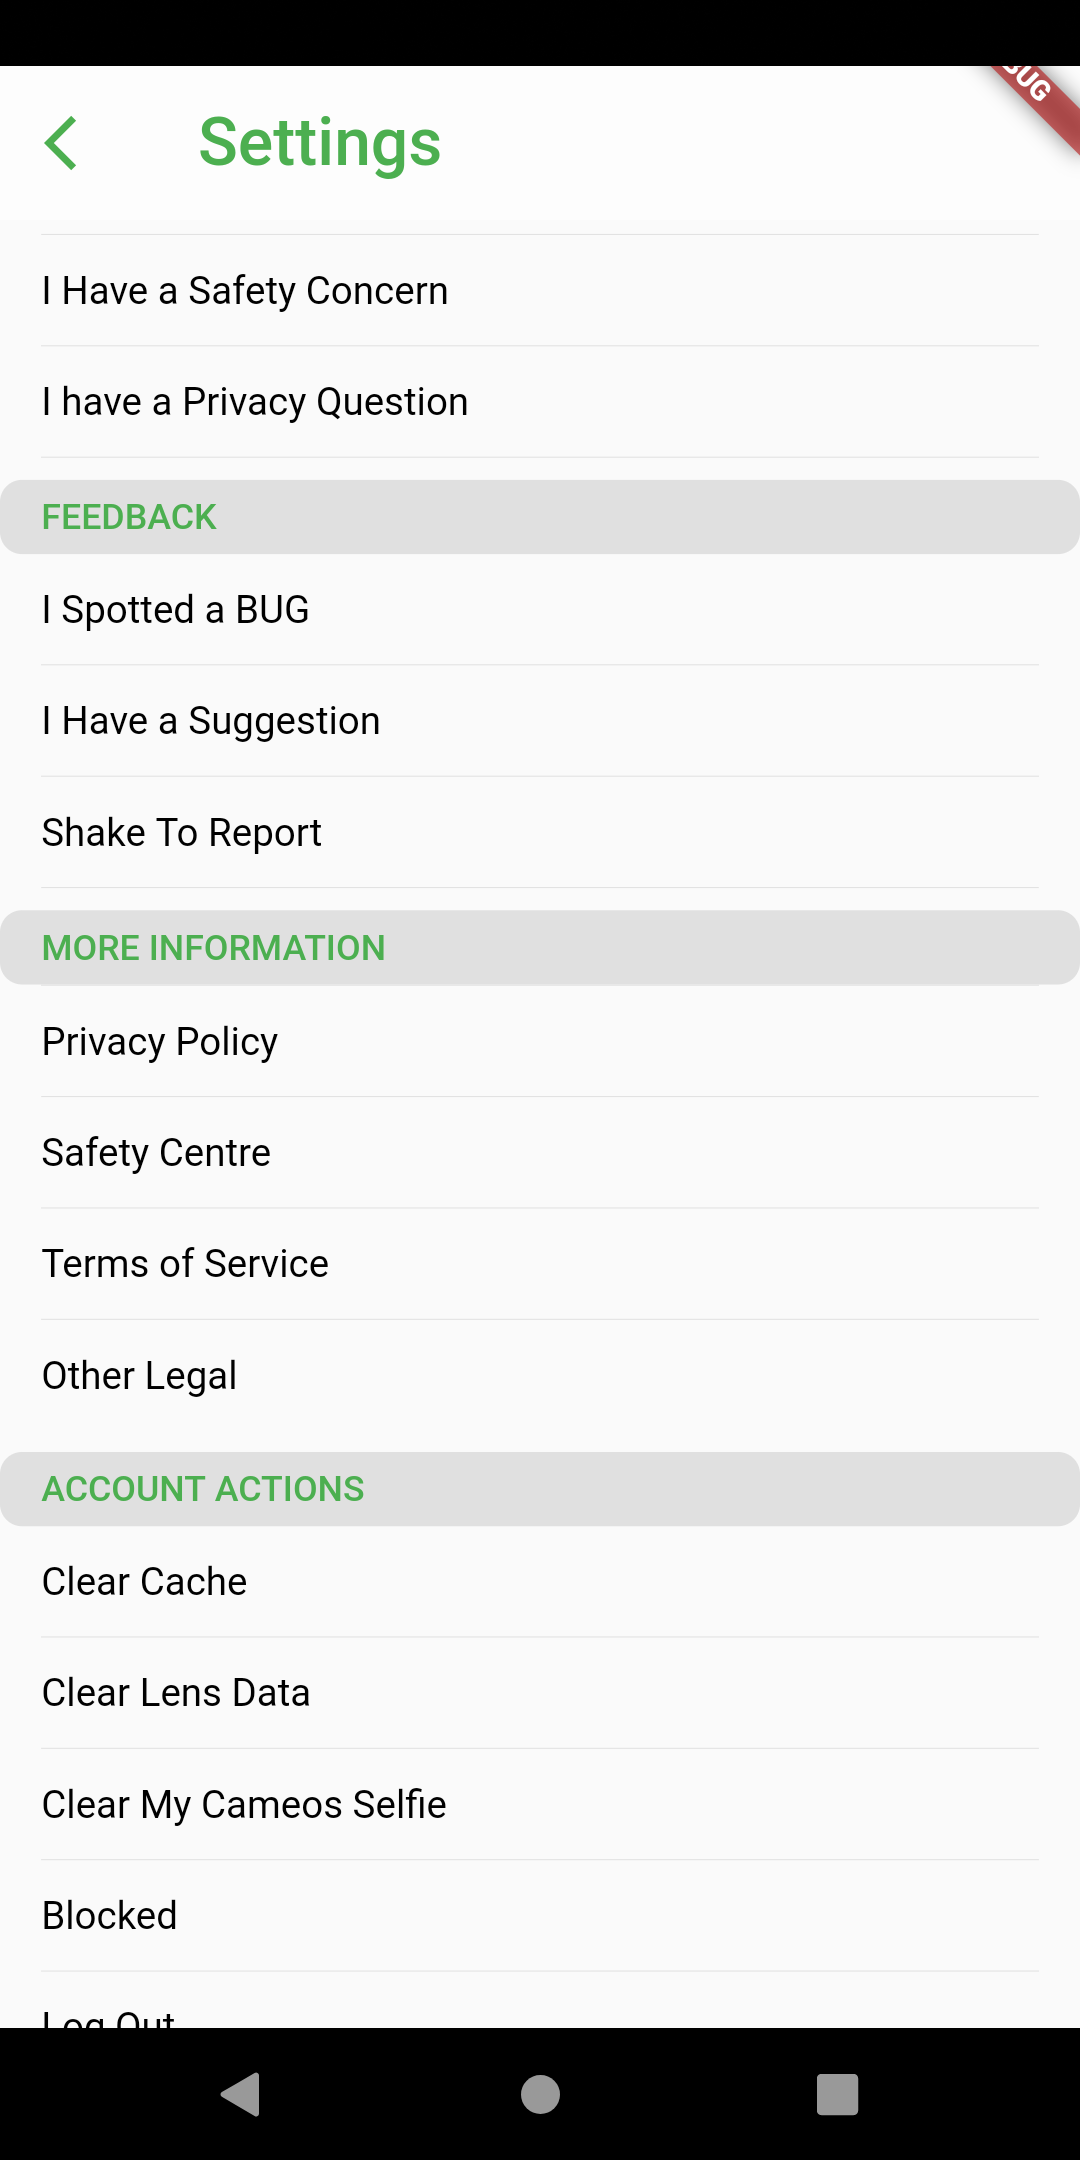 Settings
I Have a Safety Concern
I have a Privacy Question
FEEDBACK
I Spotted a BUG
I Have a Suggestion
Shake To Report
MORE INFORMATION
Privacy Policy
Safety Centre
Terms of Service
Other Legal
ACCOUNT ACTIONS
Clear Cache
Clear Lens Data
Clear My Cameos Selfie
Blocked
Log Out